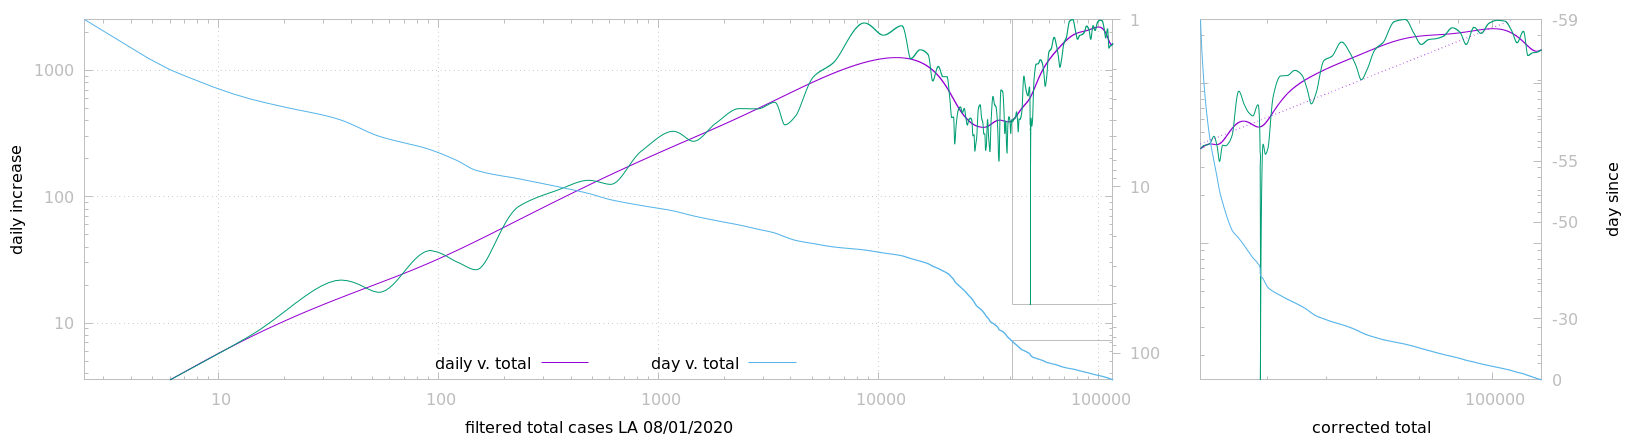 daily increase
1000
100
10
daily v. total
day v. total
10
100
1000
10000
100000
filtered total cases LA 08/01/2020
1
10
100
-59
-55
-50
-30
0
day since
100000
corrected total